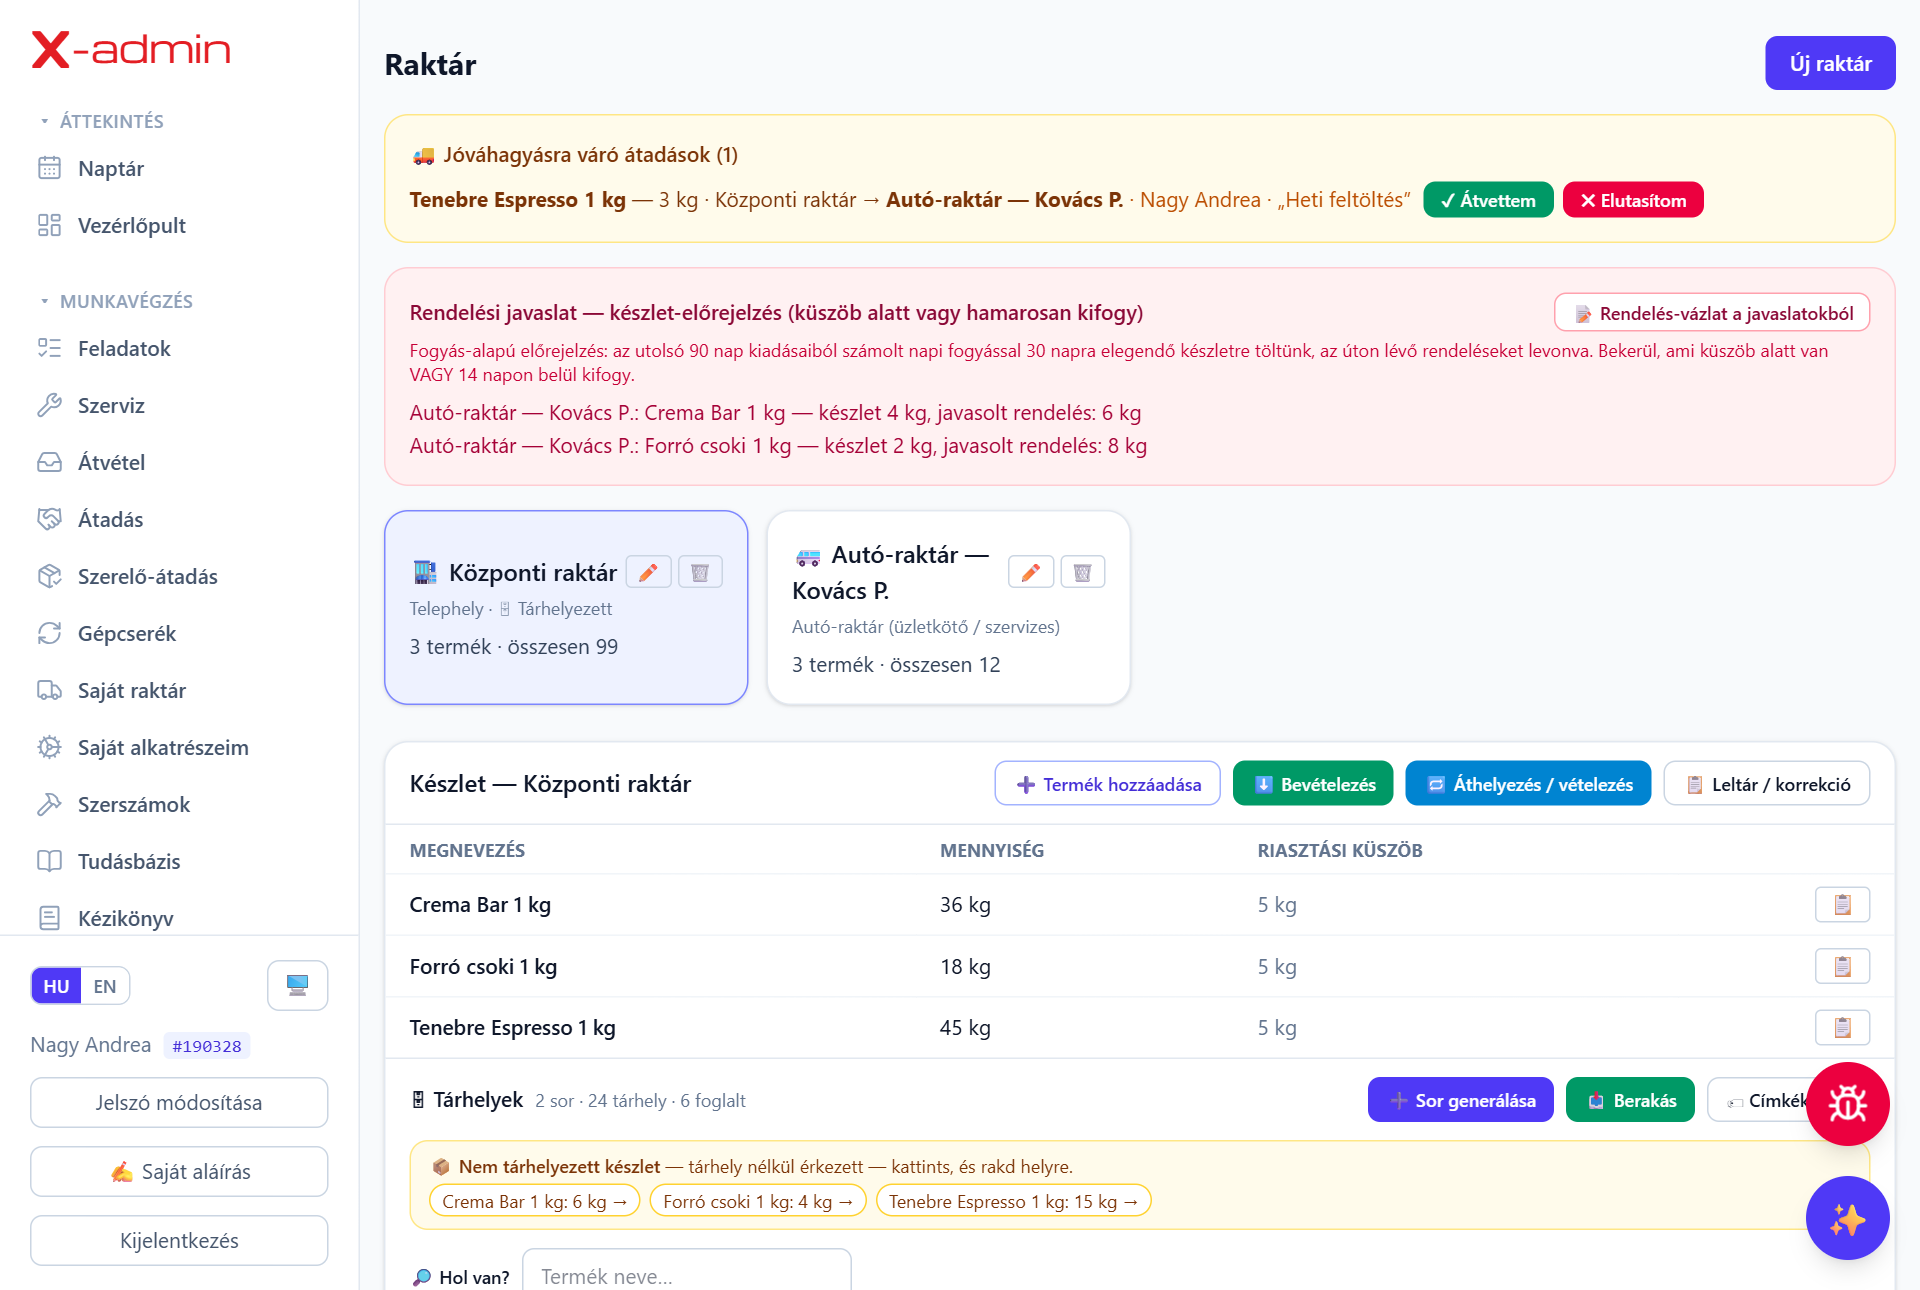 X-admin
ÁTTEKINTÉS
Naptár
Vezérlőpult
MUNKAVÉGZÉS
Feladatok
Szerviz
Átvétel
Átadás
Szerelő-átadás
Gépcserék
Saját raktár
Saját alkatrészeim
Szerszámok
Tudásbázis
Kézikönyv
HU EN
Nagy Andrea #190328
Jelszó módosítása
Saját aláírás
Kijelentkezés
Raktár
Új raktár
Jóváhagyásra váró átadások (1)
Tenebre Espresso 1 kg — 3 kg · Központi raktár → Autó-raktár — Kovács P. · Nagy Andrea · „Heti feltöltés” ✓ Átvettem ✕ Elutasítom
Rendelési javaslat — készlet-előrejelzés (küszöb alatt vagy hamarosan kifogy)
Rendelés-vázlat a javaslatokból
Fogyás-alapú előrejelzés: az utolsó 90 nap kiadásaiból számolt napi fogyással 30 napra elegendő készletre töltünk, az úton lévő rendeléseket levonva. Bekerül, ami küszöb alatt van
VAGY 14 napon belül kifogy.
Autó-raktár — Kovács P.: Crema Bar 1 kg — készlet 4 kg, javasolt rendelés: 6 kg
Autó-raktár — Kovács P.: Forró csoki 1 kg — készlet 2 kg, javasolt rendelés: 8 kg
Központi raktár
Telephely · Tárhelyezett
3 termék · összesen 99
Autó-raktár —
Kovács P.
Autó-raktár (üzletkötő / szervizes)
3 termék · összesen 12
Készlet — Központi raktár
Termék hozzáadása
Bevételezés
Áthelyezés / vételezés
Leltár / korrekció
MEGNEVEZÉS MENNYISÉG RIASZTÁSI KÜSZÖB
Crema Bar 1 kg 36 kg 5 kg
Forró csoki 1 kg 18 kg 5 kg
Tenebre Espresso 1 kg 45 kg 5 kg
Tárhelyek 2 sor · 24 tárhely · 6 foglalt
Sor generálása
Berakás
Címkék
Nem tárhelyezett készlet — tárhely nélkül érkezett — kattints, és rakd helyre.
Crema Bar 1 kg: 6 kg → Forró csoki 1 kg: 4 kg → Tenebre Espresso 1 kg: 15 kg →
Hol van? Termék neve...